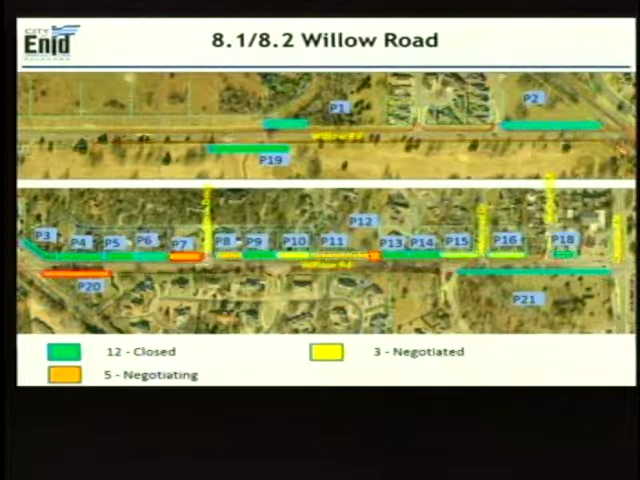 CITY
Enid
OKLAHOMA
8.1/8.2 Willow Road
P1
P2
P19
P12
P3
P4
P5
P6
P7
P8
P9
P10
P11
P13
P14
P15
P16
P18
P20
P21
12 - Closed
3 - Negotiated
5 - Negotiating